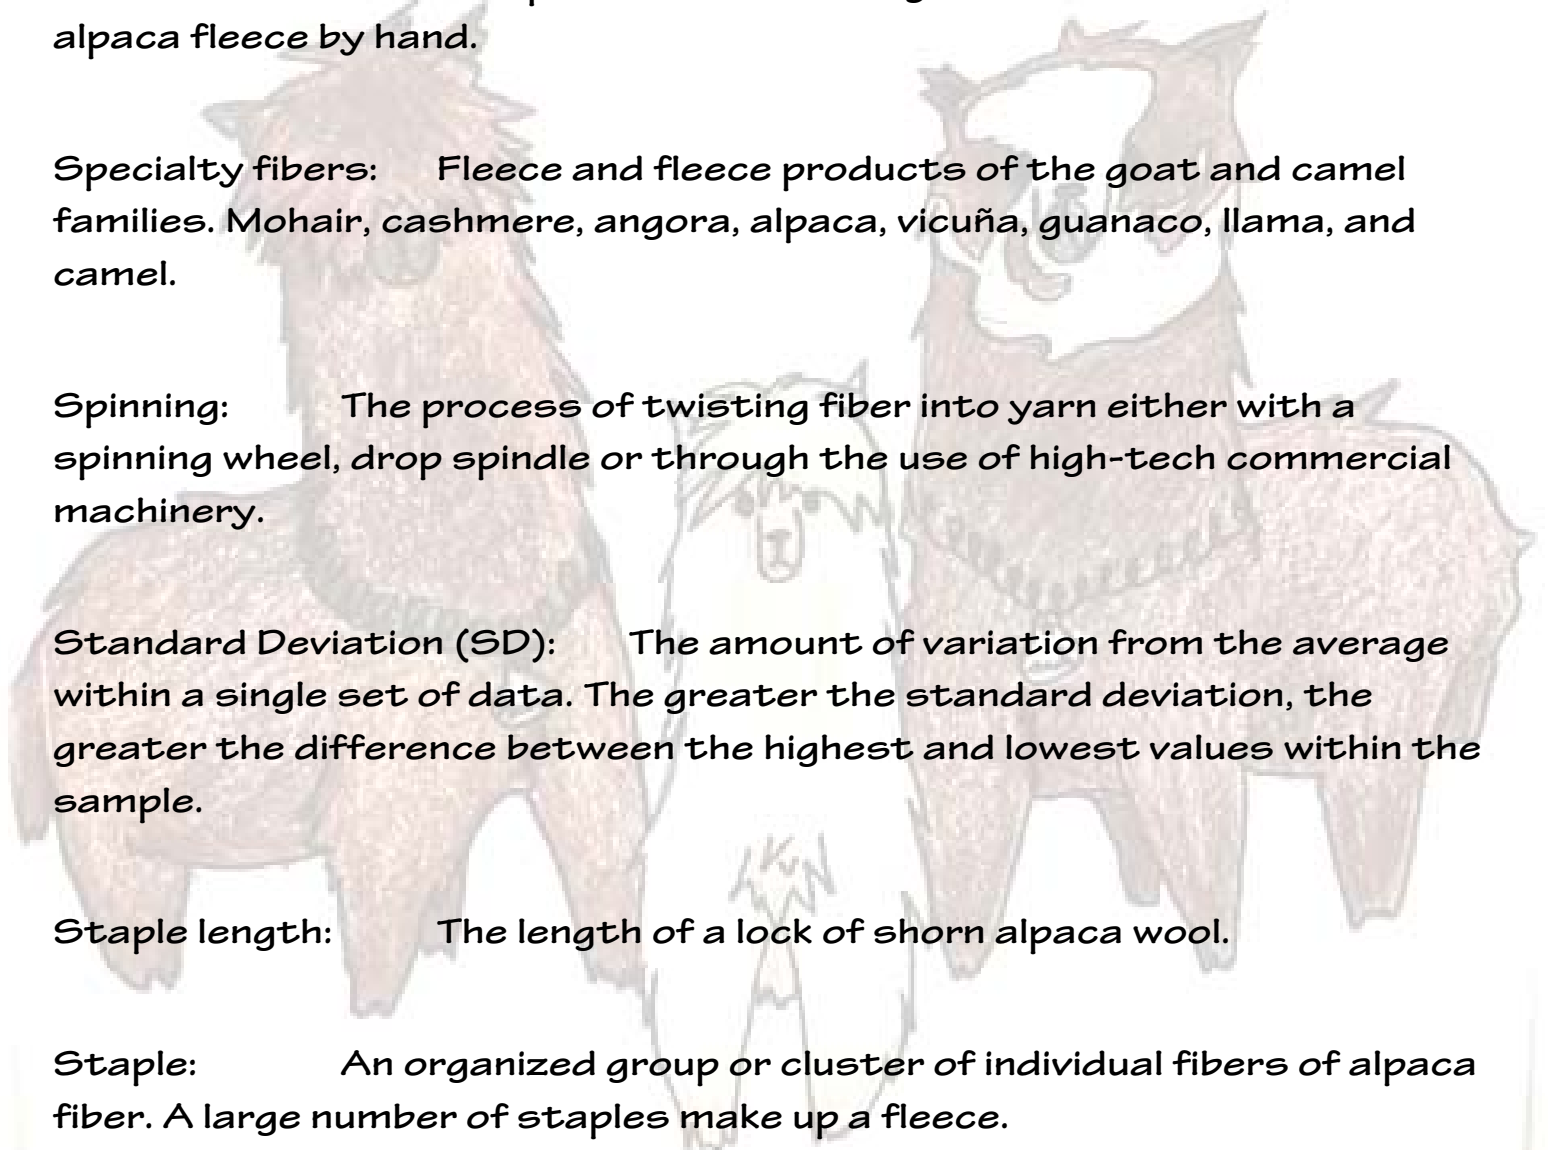 alpaca fleece by hand.
Specialty fibers: Fleece and fleece products of the goat and camel
families. Mohair, cashmere, angora, alpaca, vicuña, guanaco, llama, and
camel.
Spinning: The process of twisting fiber into yarn either with a
spinning wheel, drop spindle or through the use of high-tech commercial
machinery.
Standard Deviation (SD): The amount of variation from the average
within a single set of data. The greater the standard deviation, the
greater the difference between the highest and lowest values within the
sample.
Staple length: The length of a lock of shorn alpaca wool.
Staple: An organized group or cluster of individual fibers of alpaca
fiber. A large number of staples make up a fleece.